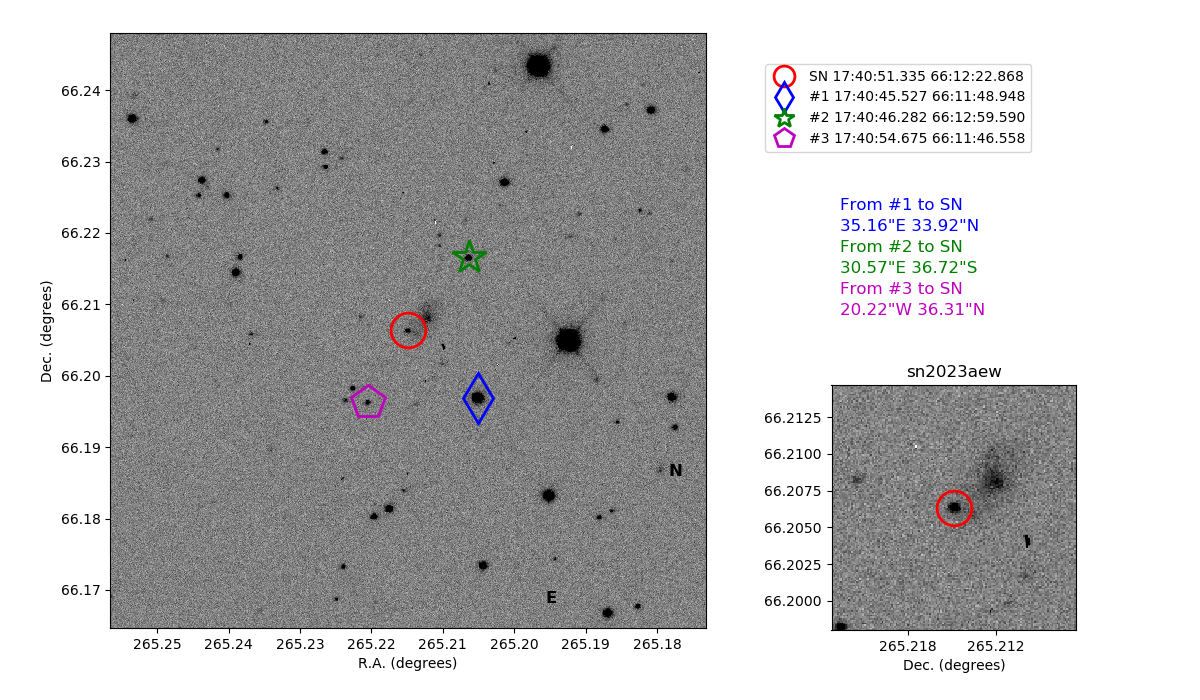 SN 17:40:51.335 66:12:22.868
#1 17:40:45.527 66:11:48.948
#2 17:40:46.282 66:12:59.590
#3 17:40:54.675 66:11:46.558
From #1 to SN
35.16"E 33.92"N
From #2 to SN
30.57"E 36.72"S
From #3 to SN
20.22"W 36.31"N
66.24
66.23
66.22
66.21
66.20
66.19
66.18
66.17
Dec. (degrees)
N
E
265.25 265.24 265.23 265.22 265.21 265.20 265.19 265.18
R.A. (degrees)
sn2023aew
66.2125
66.2100
66.2075
66.2050
66.2025
66.2000
265.218 265.212
Dec. (degrees)